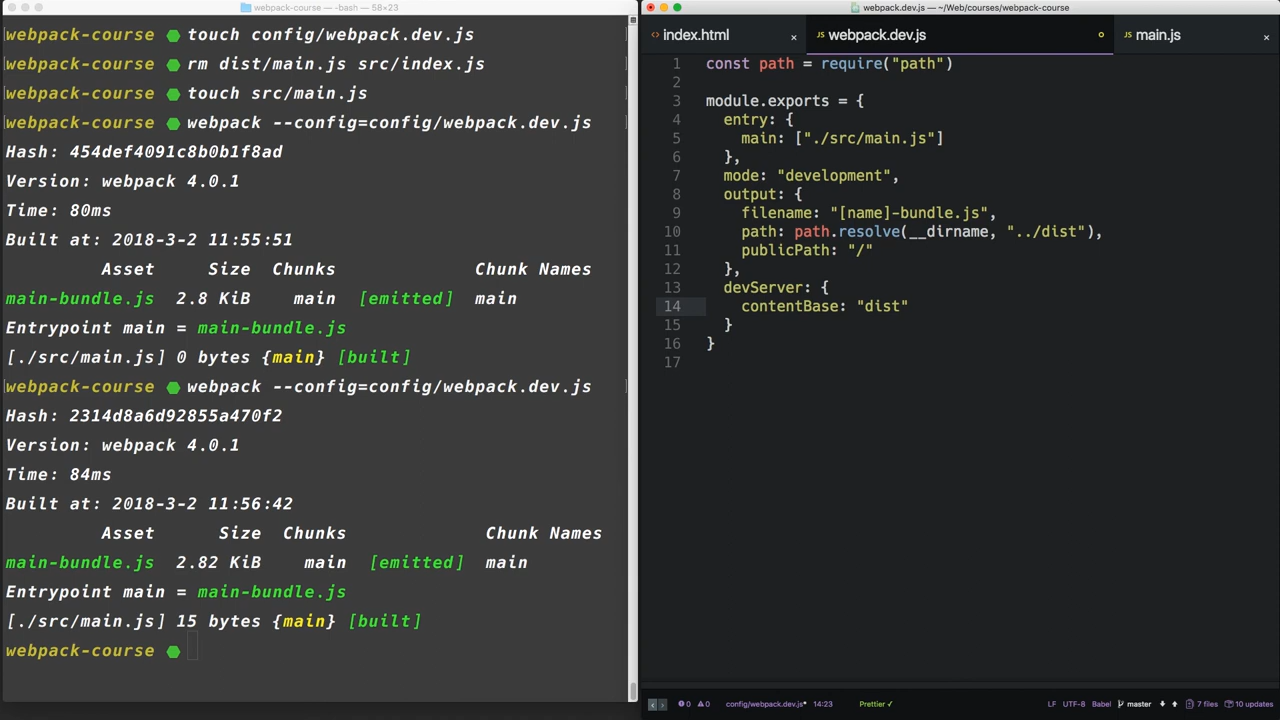 webpack-course — -bash — 58×23
webpack-course touch config/webpack.dev.js
webpack-course rm dist/main.js src/index.js
webpack-course touch src/main.js
webpack-course webpack --config=config/webpack.dev.js
Hash: 454def4091c8b0b1f8ad
Version: webpack 4.0.1
Time: 80ms
Built at: 2018-3-2 11:55:51
Asset Size Chunks Chunk Names
main-bundle.js 2.8 KiB main [emitted] main
Entrypoint main = main-bundle.js
[./src/main.js] 0 bytes {main} [built]
webpack-course webpack --config=config/webpack.dev.js
Hash: 2314d8a6d92855a470f2
Version: webpack 4.0.1
Time: 84ms
Built at: 2018-3-2 11:56:42
Asset Size Chunks Chunk Names
main-bundle.js 2.82 KiB main [emitted] main
Entrypoint main = main-bundle.js
[./src/main.js] 15 bytes {main} [built]
webpack-course
webpack.dev.js — ~/Web/courses/webpack-course
<> index.html × JS webpack.dev.js JS main.js ×
1 const path = require("path")
2
3 module.exports = {
4 entry: {
5 main: ["./src/main.js"]
6 },
7 mode: "development",
8 output: {
9 filename: "[name]-bundle.js",
10 path: path.resolve(__dirname, "../dist"),
11 publicPath: "/"
12 },
13 devServer: {
14 contentBase: "dist"
15 }
16 }
17
0 0 config/webpack.dev.js* 14:23 Prettier ✓ LF UTF-8 Babel master 7 files 10 updates